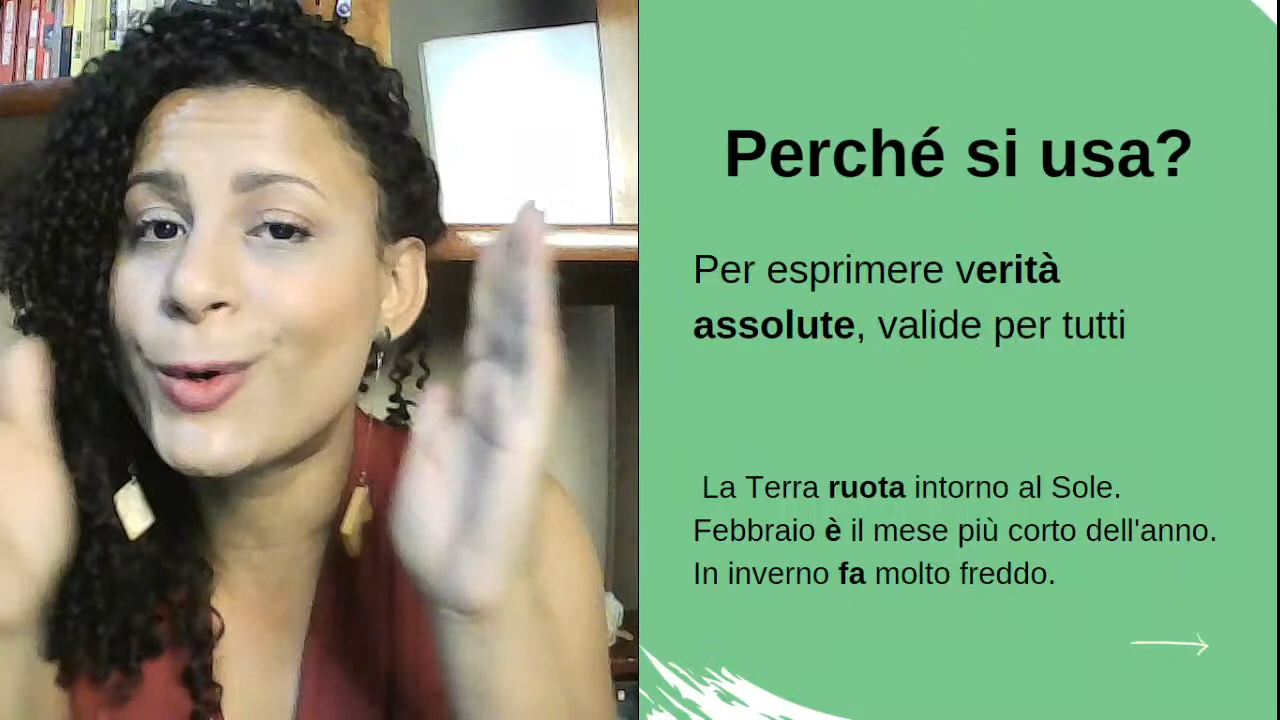 Perché si usa?
Per esprimere verità
assolute, valide per tutti
La Terra ruota intorno al Sole.
Febbraio è il mese più corto dell'anno.
In inverno fa molto freddo.